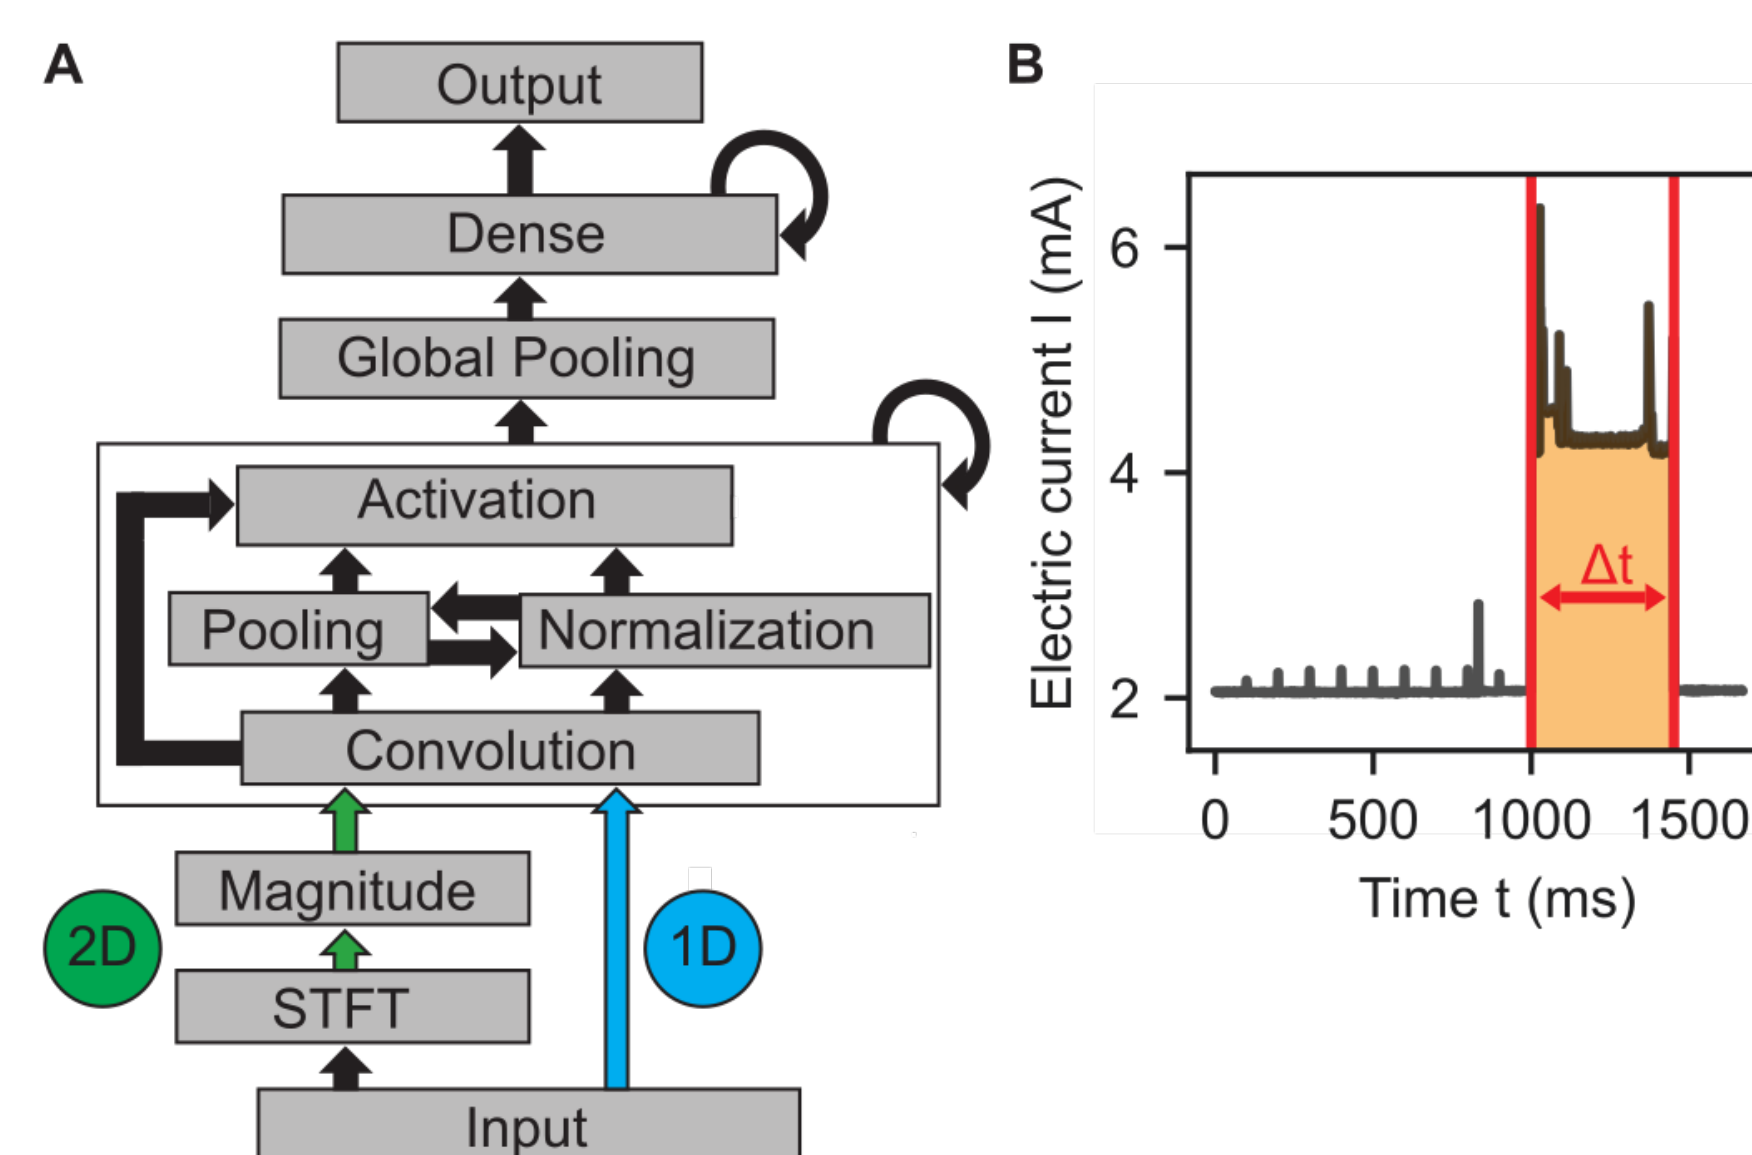 A
Output
Dense
Global Pooling
Activation
Pooling
Normalization
Convolution
Magnitude
2D
1D
STFT
Input
B
Electric current I (mA)
6
4
2
Δt
0 500 1000 1500
Time t (ms)